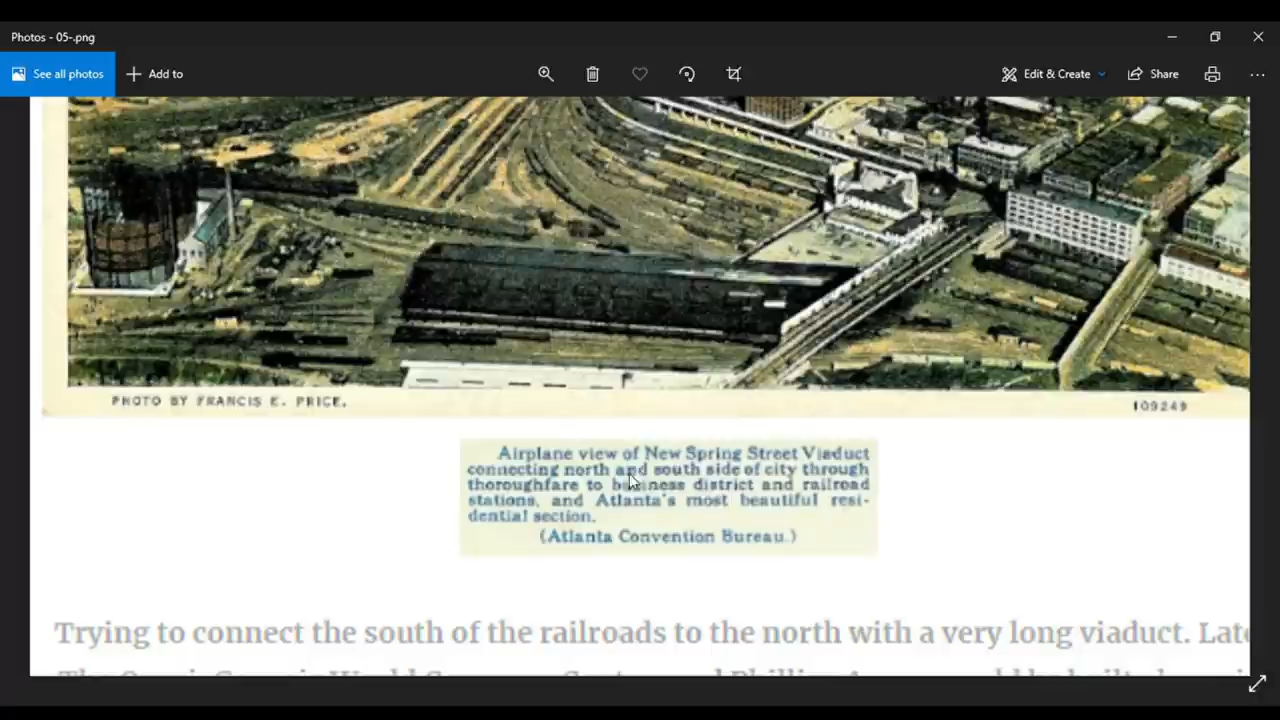 Photos - 05-.png
See all photos
Add to
Edit & Create
Share
PHOTO BY FRANCIS E. PRICE.
109249
Airplane view of New Spring Street Viaduct
connecting north and south side of city through
thoroughfare to business district and railroad
stations, and Atlanta's most beautiful resi-
dential section.
(Atlanta Convention Bureau.)
Trying to connect the south of the railroads to the north with a very long viaduct. Late